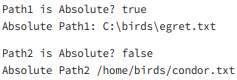 Path1 is Absolute? true
Absolute Path1: C:\birds\egret.txt
Path2 is Absolute? false
Absolute Path2 /home/birds/condor.txt